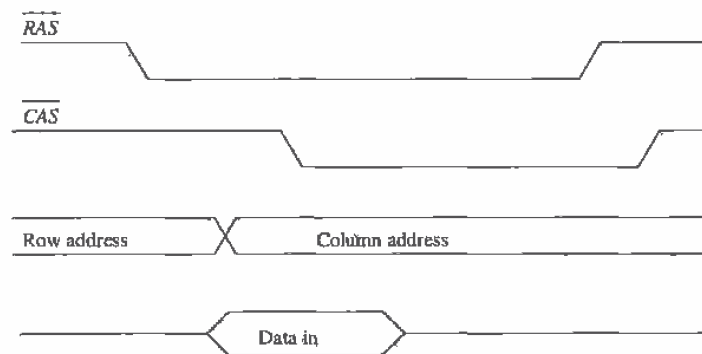 RAS
CAS
Row address Column address
Data in